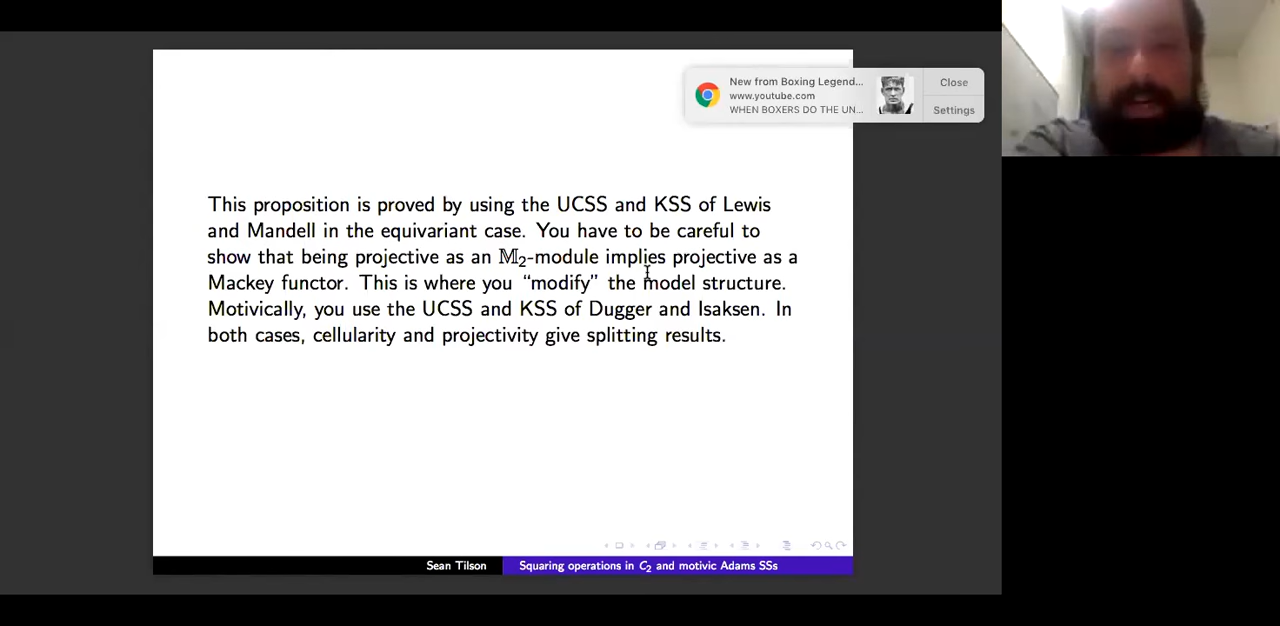 New from Boxing Legend...
www.youtube.com
WHEN BOXERS DO THE UN...
Close
Settings
This proposition is proved by using the UCSS and KSS of Lewis
and Mandell in the equivariant case. You have to be careful to
show that being projective as an 𝕄₂-module implies projective as a
Mackey functor. This is where you “modify” the model structure.
Motivically, you use the UCSS and KSS of Dugger and Isaksen. In
both cases, cellularity and projectivity give splitting results.
Sean Tilson
Squaring operations in C₂ and motivic Adams SSs